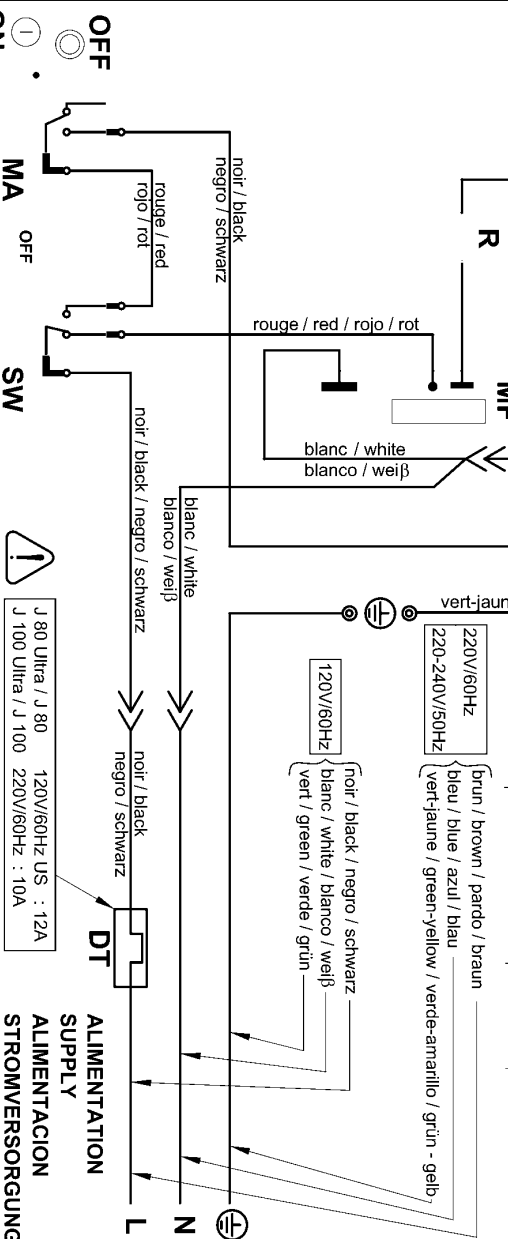 OFF
MA
OFF
SW
R
noir / black
negro / schwarz
rouge / red
rojo / rot
rouge / red / rojo / rot
blanc / white
blanco / weiβ
noir / black / negro / schwarz
blanc / white
blanco / weiβ
vert-jaun
220V/60Hz
220-240V/50Hz
brun / brown / pardo / braun
bleu / blue / azul / blau
vert-jaune / green-yellow / verde-amarillo / grün - gelb
120V/60Hz
noir / black / negro / schwarz
blanc / white / blanco / weiβ
vert / green / verde / grün
J 80 Ultra / J 80 120V/60Hz US : 12A
J 100 Ultra / J 100 220V/60Hz : 10A
noir / black
negro / schwarz
DT
ALIMENTATION
SUPPLY
ALIMENTACION
STROMVERSORGUNG
L
N